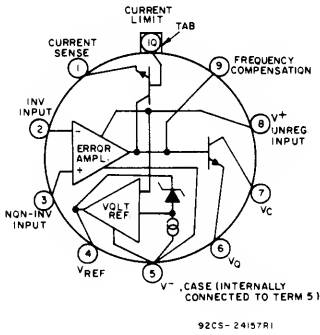 CURRENT
LIMIT
TAB
10
CURRENT
SENSE
1
9
FREQUENCY
COMPENSATION
INV
INPUT
2
-
ERROR
AMPL.
+
8
V+
UNREG
INPUT
3
NON-INV
INPUT
VOLT
REF.
7
VC
4
VREF
5
6
VO
V-, CASE (INTERNALLY
CONNECTED TO TERM 5)
92CS-24157R1